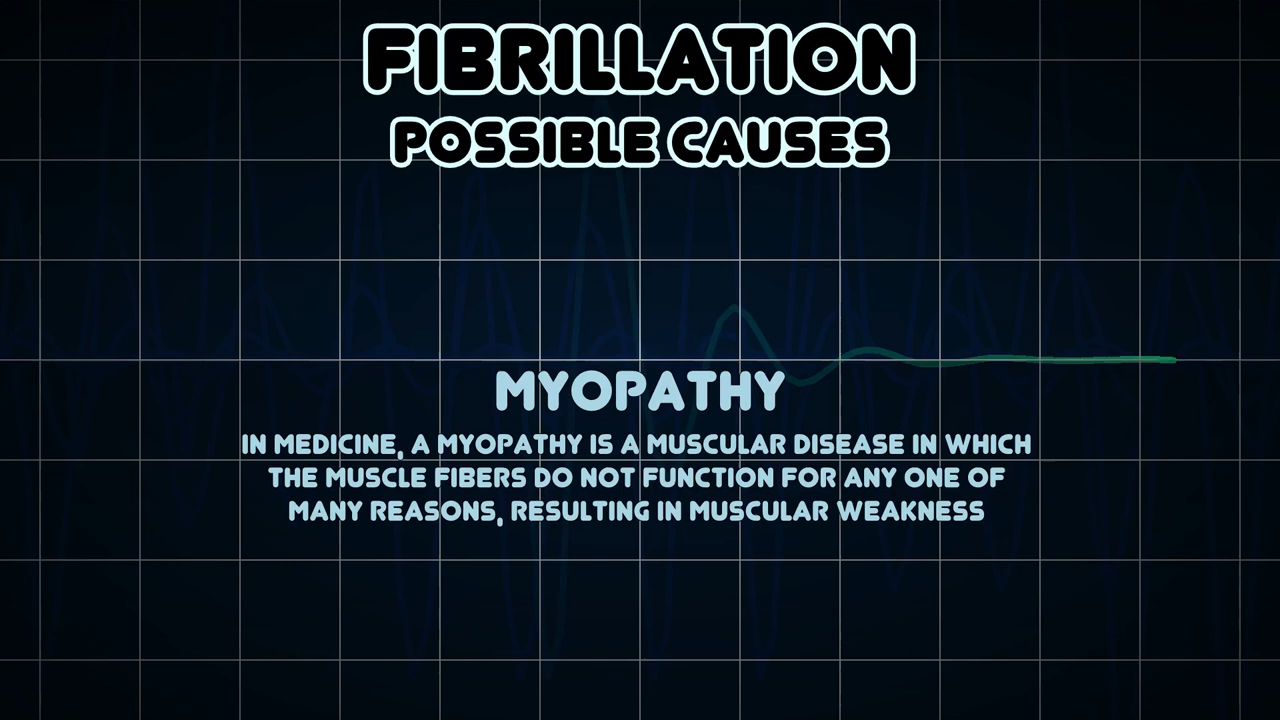 FIBRILLATION
POSSIBLE CAUSES
MYOPATHY
IN MEDICINE, A MYOPATHY IS A MUSCULAR DISEASE IN WHICH
THE MUSCLE FIBERS DO NOT FUNCTION FOR ANY ONE OF
MANY REASONS, RESULTING IN MUSCULAR WEAKNESS